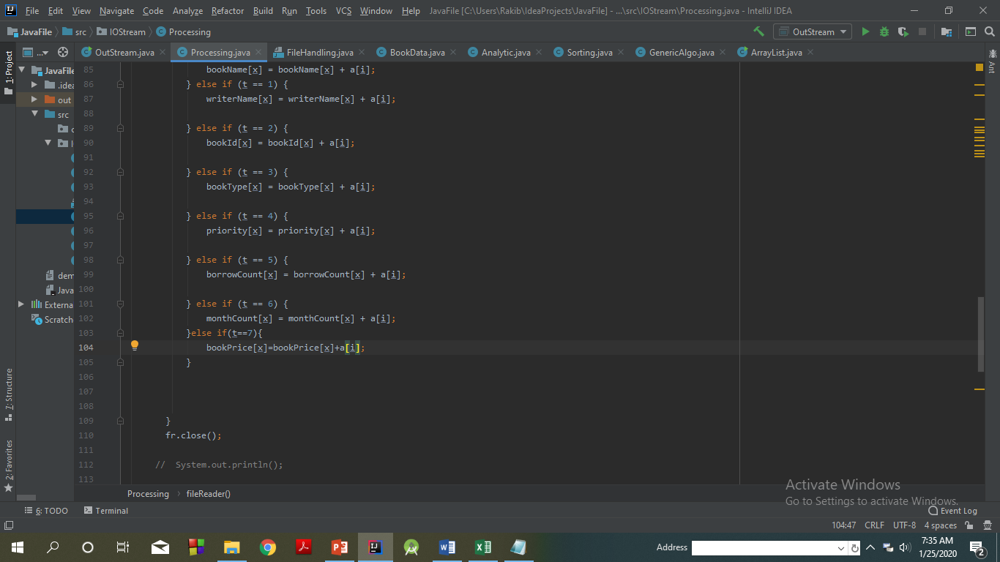 File Edit View Navigate Code Analyze Refactor Build Run Tools VCS Window Help JavaFile [C:\Users\Rakib\IdeaProjects\JavaFile] - ...\src\IOStream\Processing.java - IntelliJ IDEA
JavaFile src IOStream Processing OutStream
1: Project ... OutStream.java Processing.java FileHandling.java BookData.java Analytic.java Sorting.java GenericAlgo.java ArrayList.java Ant
JavaFile
.idea
out
src
dem
Java
Externa
Scratch
85 bookName[x] = bookName[x] + a[i];
86 } else if (t == 1) {
87 writerName[x] = writerName[x] + a[i];
88
89 } else if (t == 2) {
90 bookId[x] = bookId[x] + a[i];
91
92 } else if (t == 3) {
93 bookType[x] = bookType[x] + a[i];
94
95 } else if (t == 4) {
96 priority[x] = priority[x] + a[i];
97
98 } else if (t == 5) {
99 borrowCount[x] = borrowCount[x] + a[i];
100
101 } else if (t == 6) {
102 monthCount[x] = monthCount[x] + a[i];
103 }else if(t==7){
104 bookPrice[x]=bookPrice[x]+a[i];
105 }
106
107
108
109 }
110 fr.close();
111
112 // System.out.println();
113
7: Structure
2: Favorites
Processing fileReader()
Activate Windows
Go to Settings to activate Windows.
6: TODO Terminal Event Log
104:47 CRLF UTF-8 4 spaces
Address
7:35 AM
1/25/2020
2